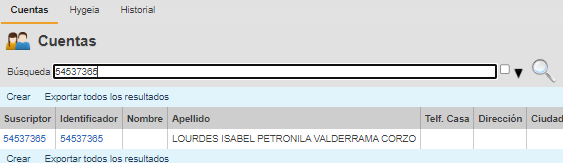 Cuentas Hygeia Historial
Cuentas
Búsqueda 54537365
Crear Exportar todos los resultados
Suscriptor Identificador Nombre Apellido Telf. Casa Dirección Ciudad
54537365 54537365 LOURDES ISABEL PETRONILA VALDERRAMA CORZO
Crear Exportar todos los resultados